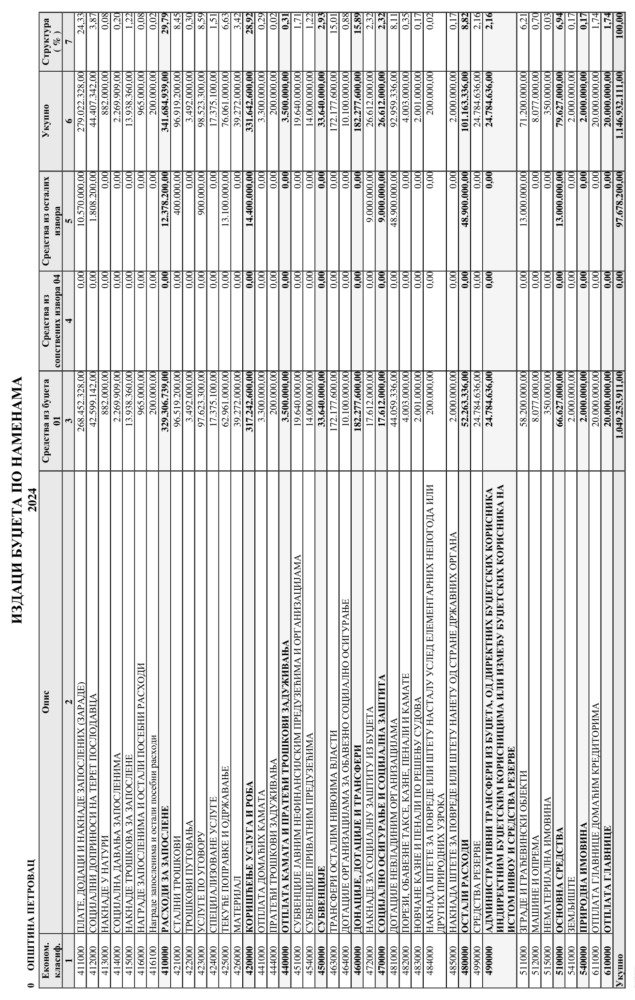 ИЗДАЦИ БУЏЕТА ПО НАМЕНАМА
2024
0 ОПШТИНА ПЕТРОВАЦ
Економ. класиф. Опис Средства из буџета 01 Средства из сопствених извора 04 Средства из осталих извора Укупно Структура ( % )
1 2 3 4 5 6 7
411000 ПЛАТЕ, ДОДАЦИ И НАКНАДЕ ЗАПОСЛЕНИХ (ЗАРАДЕ) 268.452.328,00 0,00 10.570.000,00 279.022.328,00 24,33
412000 СОЦИЈАЛНИ ДОПРИНОСИ НА ТЕРЕТ ПОСЛОДАВЦА 42.599.142,00 0,00 1.808.200,00 44.407.342,00 3,87
413000 НАКНАДЕ У НАТУРИ 882.000,00 0,00 0,00 882.000,00 0,08
414000 СОЦИЈАЛНА ДАВАЊА ЗАПОСЛЕНИМА 2.269.909,00 0,00 0,00 2.269.909,00 0,20
415000 НАКНАДЕ ТРОШКОВА ЗА ЗАПОСЛЕНЕ 13.938.360,00 0,00 0,00 13.938.360,00 1,22
416000 НАГРАДЕ ЗАПОСЛЕНИМА И ОСТАЛИ ПОСЕБНИ РАСХОДИ 965.000,00 0,00 0,00 965.000,00 0,08
416100 Награде запосленима и остали посебни расходи 200.000,00 0,00 0,00 200.000,00 0,02
410000 РАСХОДИ ЗА ЗАПОСЛЕНЕ 329.306.739,00 0,00 12.378.200,00 341.684.939,00 29,79
421000 СТАЛНИ ТРОШКОВИ 96.519.200,00 0,00 400.000,00 96.919.200,00 8,45
422000 ТРОШКОВИ ПУТОВАЊА 3.492.000,00 0,00 0,00 3.492.000,00 0,30
423000 УСЛУГЕ ПО УГОВОРУ 97.623.300,00 0,00 900.000,00 98.523.300,00 8,59
424000 СПЕЦИЈАЛИЗОВАНЕ УСЛУГЕ 17.375.100,00 0,00 0,00 17.375.100,00 1,51
425000 ТЕКУЋЕ ПОПРАВКЕ И ОДРЖАВАЊЕ 62.961.000,00 0,00 13.100.000,00 76.061.000,00 6,63
426000 МАТЕРИЈАЛ 39.272.000,00 0,00 0,00 39.272.000,00 3,42
420000 КОРИШЋЕЊЕ УСЛУГА И РОБА 317.242.600,00 0,00 14.400.000,00 331.642.600,00 28,92
441000 ОТПЛАТА ДОМАЋИХ КАМАТА 3.300.000,00 0,00 0,00 3.300.000,00 0,29
444000 ПРАТЕЋИ ТРОШКОВИ ЗАДУЖИВАЊА 200.000,00 0,00 0,00 200.000,00 0,02
440000 ОТПЛАТА КАМАТА И ПРАТЕЋИ ТРОШКОВИ ЗАДУЖИВАЊА 3.500.000,00 0,00 0,00 3.500.000,00 0,31
451000 СУБВЕНЦИЈЕ ЈАВНИМ НЕФИНАНСИЈСКИМ ПРЕДУЗЕЋИМА И ОРГАНИЗАЦИЈАМА 19.640.000,00 0,00 0,00 19.640.000,00 1,71
454000 СУБВЕНЦИЈЕ ПРИВАТНИМ ПРЕДУЗЕЋИМА 14.000.000,00 0,00 0,00 14.000.000,00 1,22
450000 СУБВЕНЦИЈЕ 33.640.000,00 0,00 0,00 33.640.000,00 2,93
463000 ТРАНСФЕРИ ОСТАЛИМ НИВОИМА ВЛАСТИ 172.177.600,00 0,00 0,00 172.177.600,00 15,01
464000 ДОТАЦИЈЕ ОРГАНИЗАЦИЈАМА ЗА ОБАВЕЗНО СОЦИЈАЛНО ОСИГУРАЊЕ 10.100.000,00 0,00 0,00 10.100.000,00 0,88
460000 ДОНАЦИЈЕ, ДОТАЦИЈЕ И ТРАНСФЕРИ 182.277.600,00 0,00 0,00 182.277.600,00 15,89
472000 НАКНАДЕ ЗА СОЦИЈАЛНУ ЗАШТИТУ ИЗ БУЏЕТА 17.612.000,00 0,00 9.000.000,00 26.612.000,00 2,32
470000 СОЦИЈАЛНО ОСИГУРАЊЕ И СОЦИЈАЛНА ЗАШТИТА 17.612.000,00 0,00 9.000.000,00 26.612.000,00 2,32
481000 ДОТАЦИЈЕ НЕВЛАДИНИМ ОРГАНИЗАЦИЈАМА 44.059.336,00 0,00 48.900.000,00 92.959.336,00 8,11
482000 ПОРЕЗИ, ОБАВЕЗНЕ ТАКСЕ, КАЗНЕ, ПЕНАЛИ И КАМАТЕ 4.003.000,00 0,00 0,00 4.003.000,00 0,35
483000 НОВЧАНЕ КАЗНЕ И ПЕНАЛИ ПО РЕШЕЊУ СУДОВА 2.001.000,00 0,00 0,00 2.001.000,00 0,17
484000 НАКНАДА ШТЕТЕ ЗА ПОВРЕДЕ ИЛИ ШТЕТУ НАСТАЛУ УСЛЕД ЕЛЕМЕНТАРНИХ НЕПОГОДА ИЛИ 200.000,00 0,00 0,00 200.000,00 0,02
ДРУГИХ ПРИРОДНИХ УЗРОКА
485000 НАКНАДА ШТЕТЕ ЗА ПОВРЕДЕ ИЛИ ШТЕТУ НАНЕТУ ОД СТРАНЕ ДРЖАВНИХ ОРГАНА 2.000.000,00 0,00 0,00 2.000.000,00 0,17
480000 ОСТАЛИ РАСХОДИ 52.263.336,00 0,00 48.900.000,00 101.163.336,00 8,82
499000 СРЕДСТВА РЕЗЕРВЕ 24.784.636,00 0,00 0,00 24.784.636,00 2,16
490000 АДМИНИСТРАТИВНИ ТРАНСФЕРИ ИЗ БУЏЕТА, ОД ДИРЕКТНИХ БУЏЕТСКИХ КОРИСНИКА 24.784.636,00 0,00 0,00 24.784.636,00 2,16
ИНДИРЕКТНИМ БУЏЕТСКИМ КОРИСНИЦИМА ИЛИ ИЗМЕЂУ БУЏЕТСКИХ КОРИСНИКА НА
ИСТОМ НИВОУ И СРЕДСТВА РЕЗЕРВЕ
511000 ЗГРАДЕ И ГРАЂЕВИНСКИ ОБЈЕКТИ 58.200.000,00 0,00 13.000.000,00 71.200.000,00 6,21
512000 МАШИНЕ И ОПРЕМА 8.077.000,00 0,00 0,00 8.077.000,00 0,70
515000 НЕМАТЕРИЈАЛНА ИМОВИНА 350.000,00 0,00 0,00 350.000,00 0,03
510000 ОСНОВНА СРЕДСТВА 66.627.000,00 0,00 13.000.000,00 79.627.000,00 6,94
541000 ЗЕМЉИШТЕ 2.000.000,00 0,00 0,00 2.000.000,00 0,17
540000 ПРИРОДНА ИМОВИНА 2.000.000,00 0,00 0,00 2.000.000,00 0,17
611000 ОТПЛАТА ГЛАВНИЦЕ ДОМАЋИМ КРЕДИТОРИМА 20.000.000,00 0,00 0,00 20.000.000,00 1,74
610000 ОТПЛАТА ГЛАВНИЦЕ 20.000.000,00 0,00 0,00 20.000.000,00 1,74
Укупно 1.049.253.911,00 0,00 97.678.200,00 1.146.932.111,00 100,00